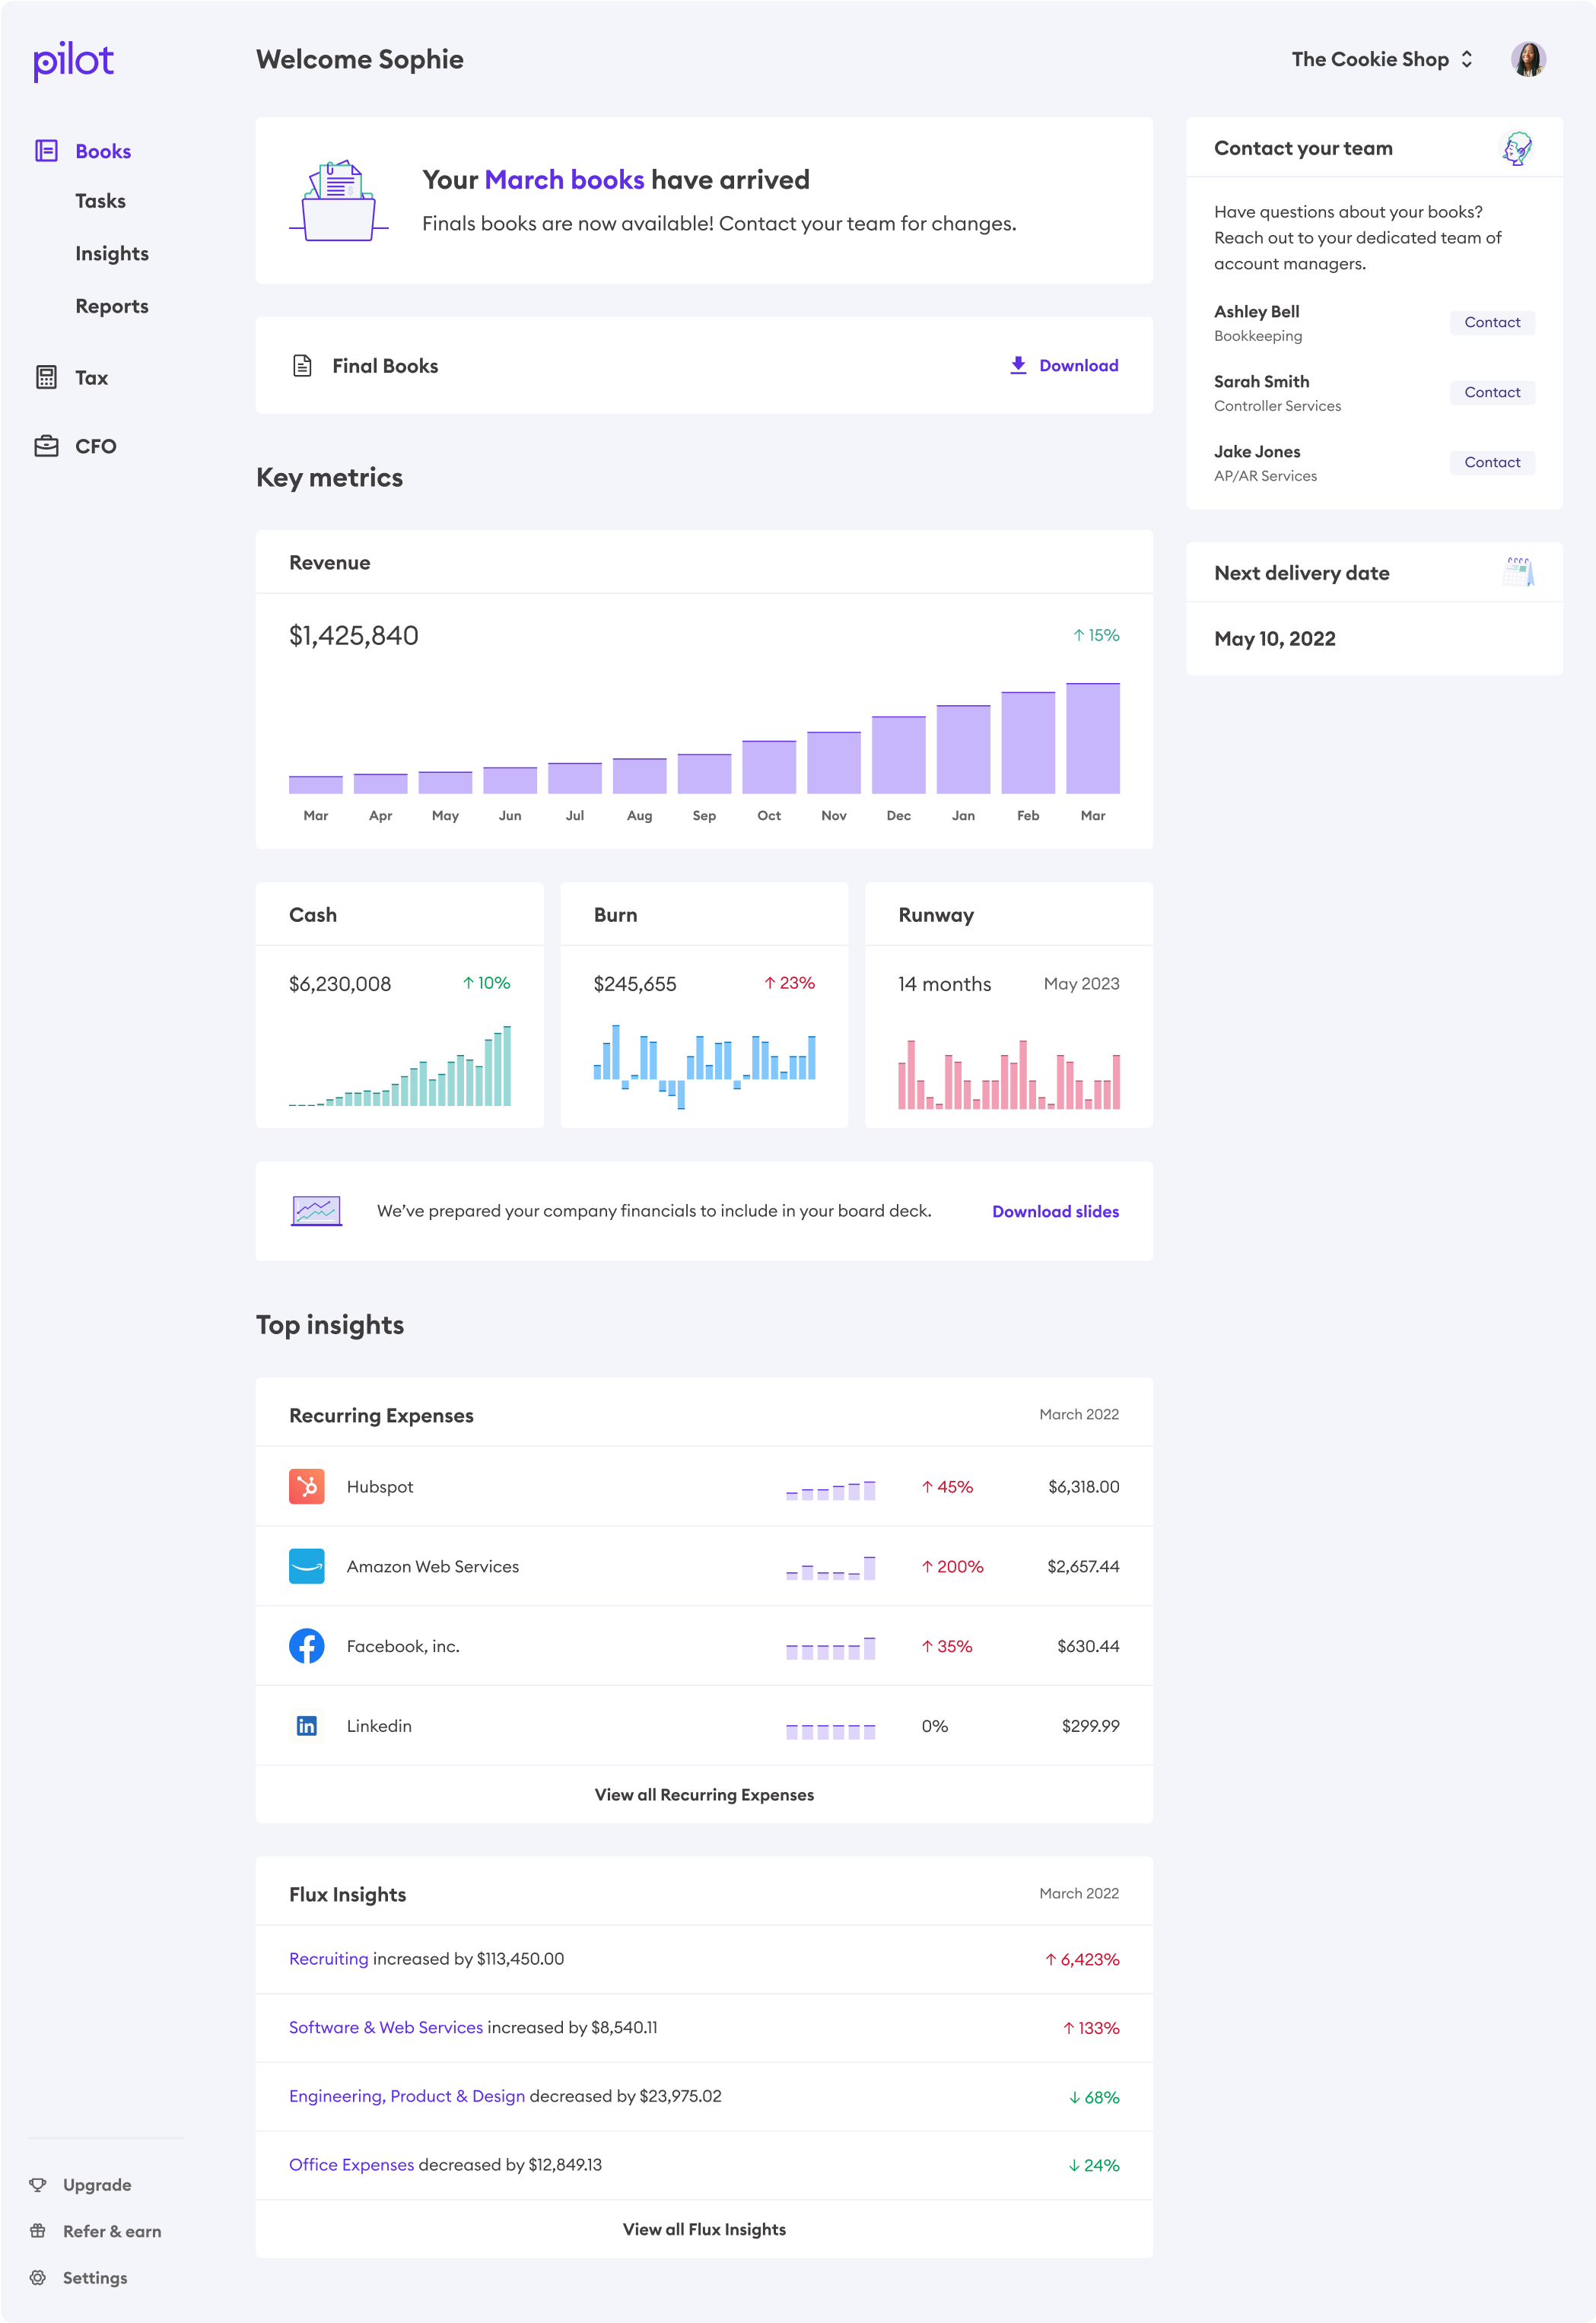 pilot
Welcome Sophie
The Cookie Shop
Books
Tasks
Insights
Reports
Tax
CFO
Your March books have arrived
Finals books are now available! Contact your team for changes.
Final Books
Download
Key metrics
Revenue
$1,425,840
↑ 15%
Mar Apr May Jun Jul Aug Sep Oct Nov Dec Jan Feb Mar
Cash
$6,230,008
↑ 10%
Burn
$245,655
↑ 23%
Runway
14 months
May 2023
We’ve prepared your company financials to include in your board deck.
Download slides
Top insights
Recurring Expenses
March 2022
Hubspot
↑ 45%
$6,318.00
Amazon Web Services
↑ 200%
$2,657.44
Facebook, inc.
↑ 35%
$630.44
in
Linkedin
0%
$299.99
View all Recurring Expenses
Flux Insights
March 2022
Recruiting increased by $113,450.00
↑ 6,423%
Software & Web Services increased by $8,540.11
↑ 133%
Engineering, Product & Design decreased by $23,975.02
↓ 68%
Office Expenses decreased by $12,849.13
↓ 24%
View all Flux Insights
Contact your team
Have questions about your books?
Reach out to your dedicated team of
account managers.
Ashley Bell
Bookkeeping
Contact
Sarah Smith
Controller Services
Contact
Jake Jones
AP/AR Services
Contact
Next delivery date
May 10, 2022
Upgrade
Refer & earn
Settings